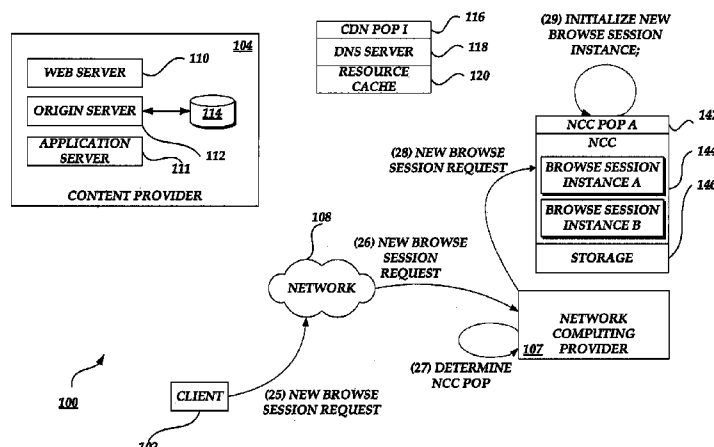 104
WEB SERVER
110
ORIGIN SERVER
114
APPLICATION
SERVER
111
112
CONTENT PROVIDER
CDN POP I
116
DNS SERVER
118
RESOURCE
CACHE
120
(29) INITIALIZE NEW
BROWSE SESSION
INSTANCE;
NCC POP A
142
NCC
144
BROWSE SESSION
INSTANCE A
BROWSE SESSION
INSTANCE B
146
STORAGE
(28) NEW BROWSE
SESSION REQUEST
108
NETWORK
(26) NEW BROWSE
SESSION
REQUEST
NETWORK
COMPUTING
PROVIDER
107
(27) DETERMINE
NCC POP
100
CLIENT
(25) NEW BROWSE
SESSION REQUEST
102